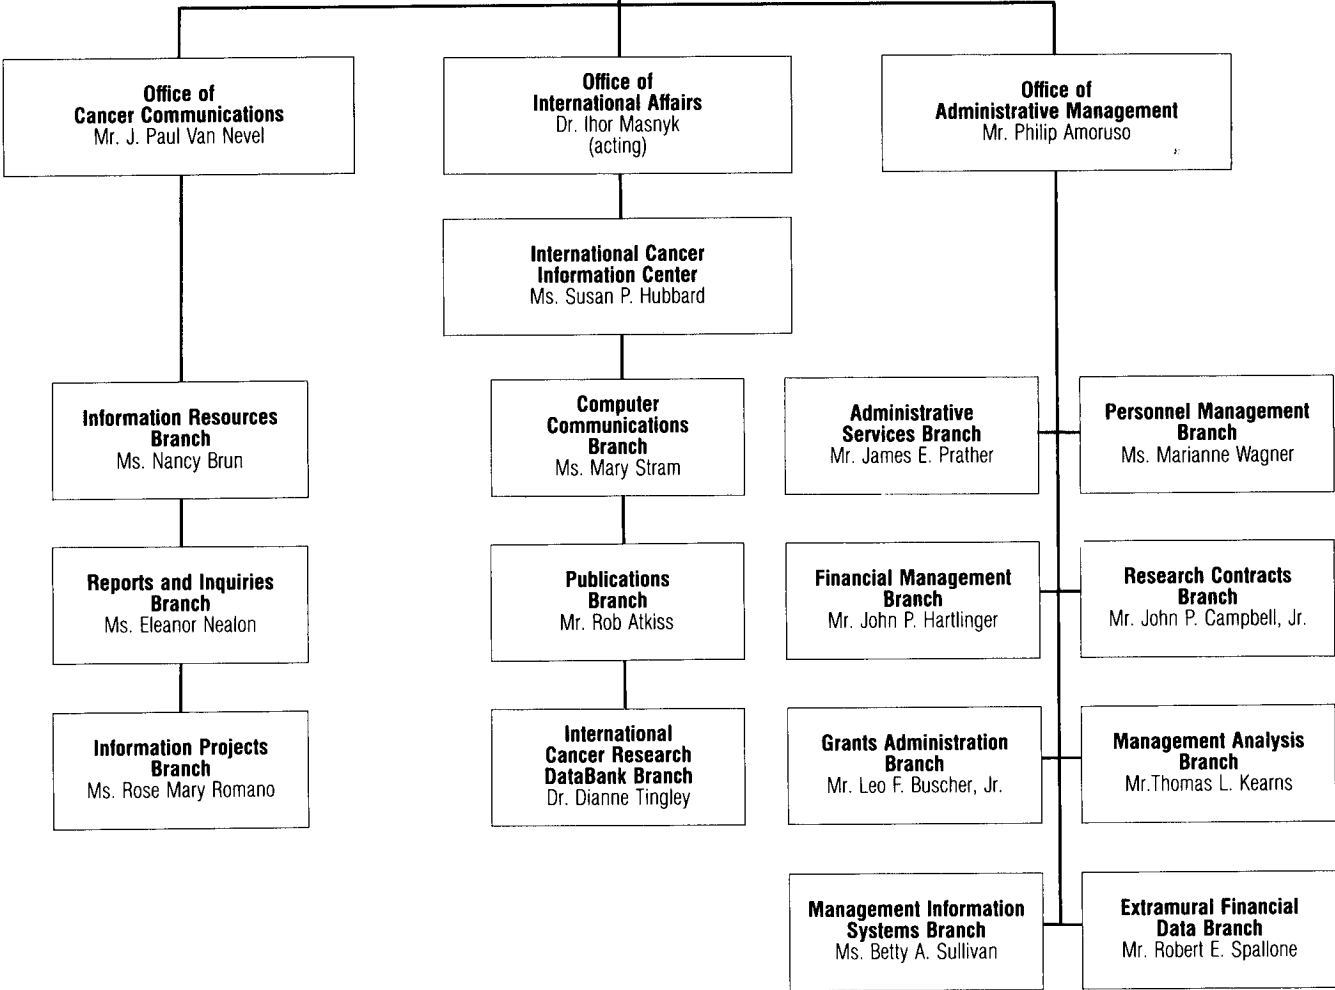 Office of
Cancer Communications
Mr. J. Paul Van Nevel
Office of
International Affairs
Dr. Ihor Masnyk
(acting)
Office of
Administrative Management
Mr. Philip Amoruso
International Cancer
Information Center
Ms. Susan P. Hubbard
Information Resources
Branch
Ms. Nancy Brun
Computer
Communications
Branch
Ms. Mary Stram
Administrative
Services Branch
Mr. James E. Prather
Personnel Management
Branch
Ms. Marianne Wagner
Reports and Inquiries
Branch
Ms. Eleanor Nealon
Publications
Branch
Mr. Rob Atkiss
Financial Management
Branch
Mr. John P. Hartlinger
Research Contracts
Branch
Mr. John P. Campbell, Jr.
Information Projects
Branch
Ms. Rose Mary Romano
International
Cancer Research
DataBank Branch
Dr. Dianne Tingley
Grants Administration
Branch
Mr. Leo F. Buscher, Jr.
Management Analysis
Branch
Mr.Thomas L. Kearns
Management Information
Systems Branch
Ms. Betty A. Sullivan
Extramural Financial
Data Branch
Mr. Robert E. Spallone